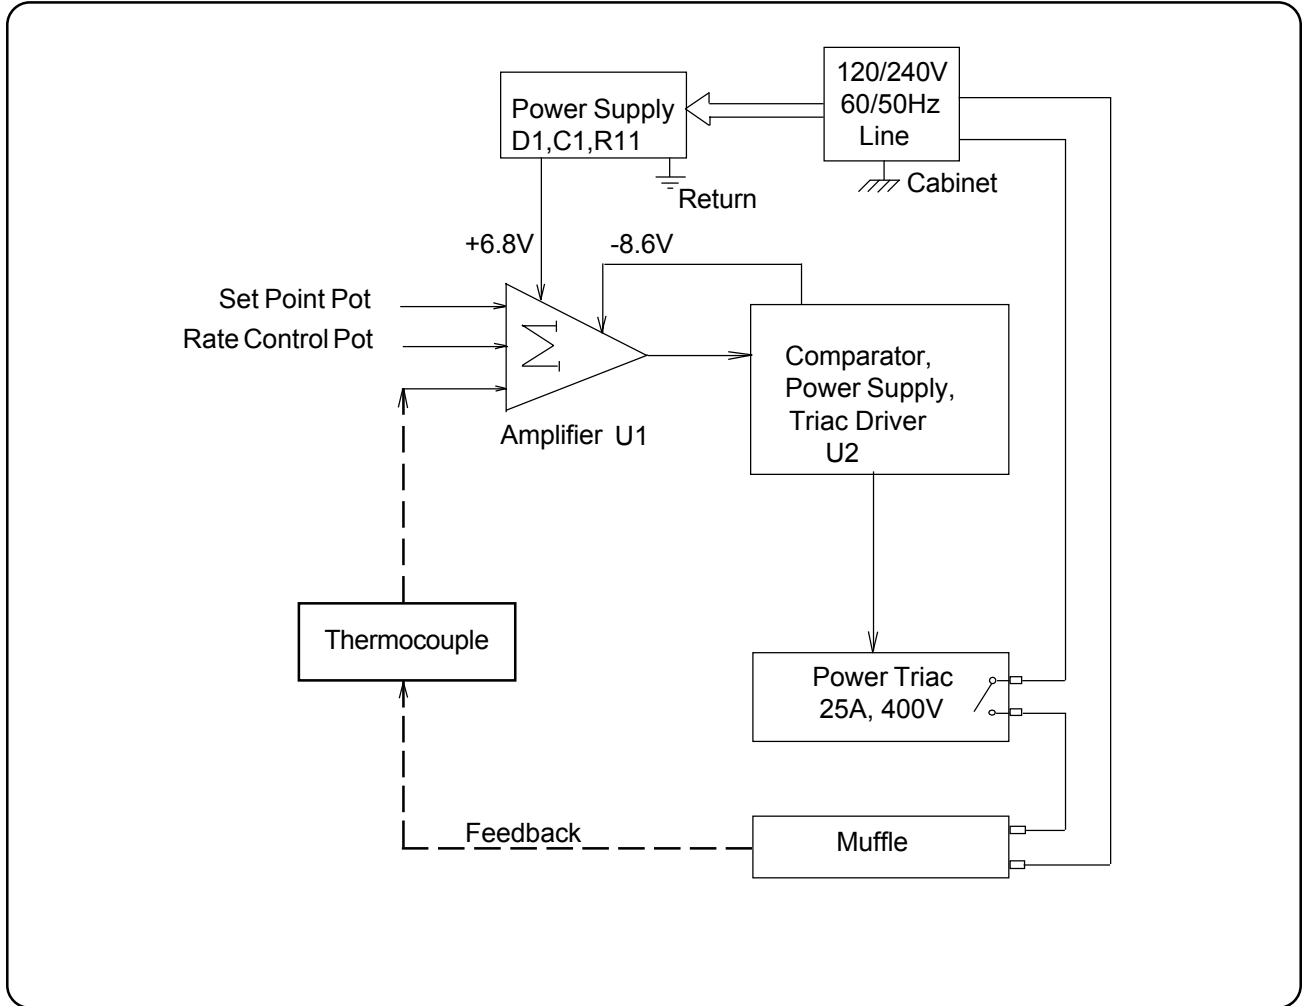 120/240V
60/50Hz
Line
Power Supply
D1,C1,R11
Cabinet
Return
+6.8V
-8.6V
Set Point Pot
Rate Control Pot
Σ
Comparator,
Power Supply,
Triac Driver
U2
Amplifier U1
Thermocouple
Power Triac
25A, 400V
Feedback
Muffle